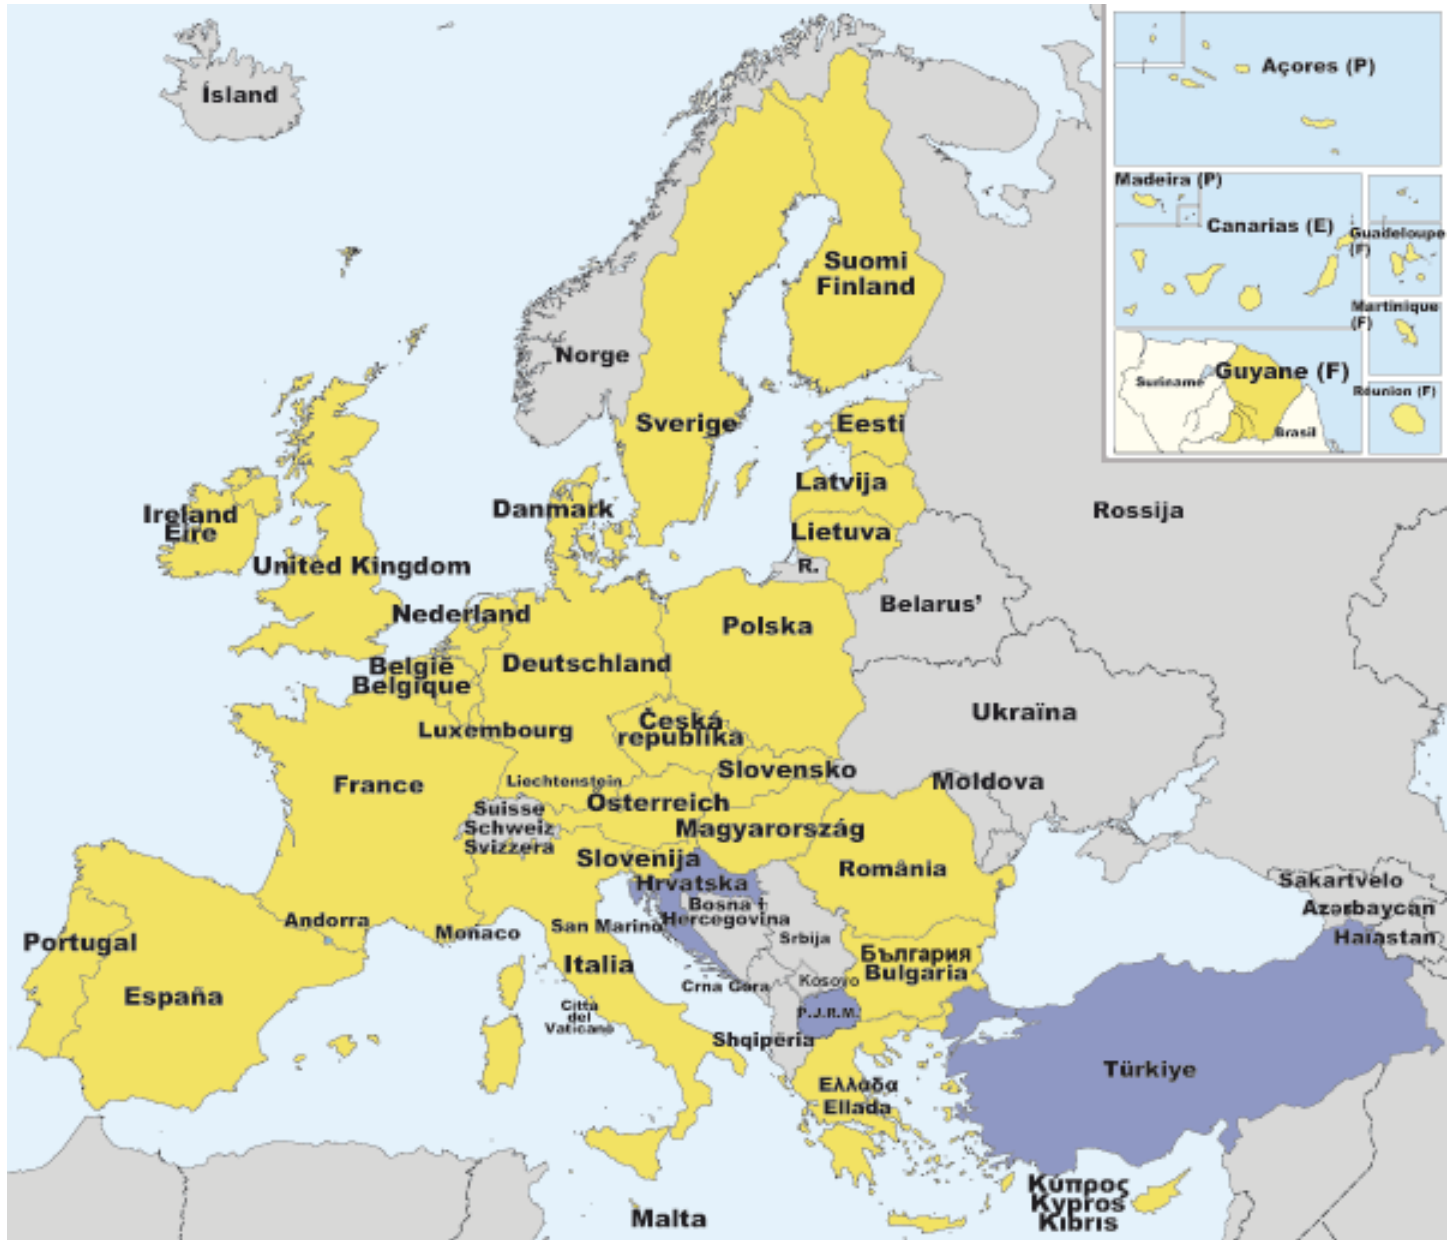 Ísland
Açores (P)
Madeira (P)
Canarias (E)
Guadeloupe
(F)
Martinique
(F)
Guyane (F)
Suriname
Brasil
Réunion (F)
Suomi
Finland
Norge
Sverige
Eesti
Latvija
Lietuva
R.
Rossija
Danmark
Ireland
Eire
United Kingdom
Nederland
Belarus'
Polska
België
Belgique
Deutschland
Luxembourg
Česká
republika
Ukraïna
Slovensko
Moldova
France
Liechtenstein
Österreich
Suisse
Schweiz
Svizzera
Magyarország
Slovenija
România
Hrvatska
Bosna i
Hercegovina
Sakartvelo
Azərbaycan
Haiastan
Andorra
Monaco
San Marino
Srbija
Portugal
España
Italia
България
Bulgaria
Kosovo
Crna Gora
P.J.R.M.
Città
del
Vaticano
Shqipëria
Türkiye
Ελλάδα
Ellada
Κύπρος
Kypros
Kıbrıs
Malta